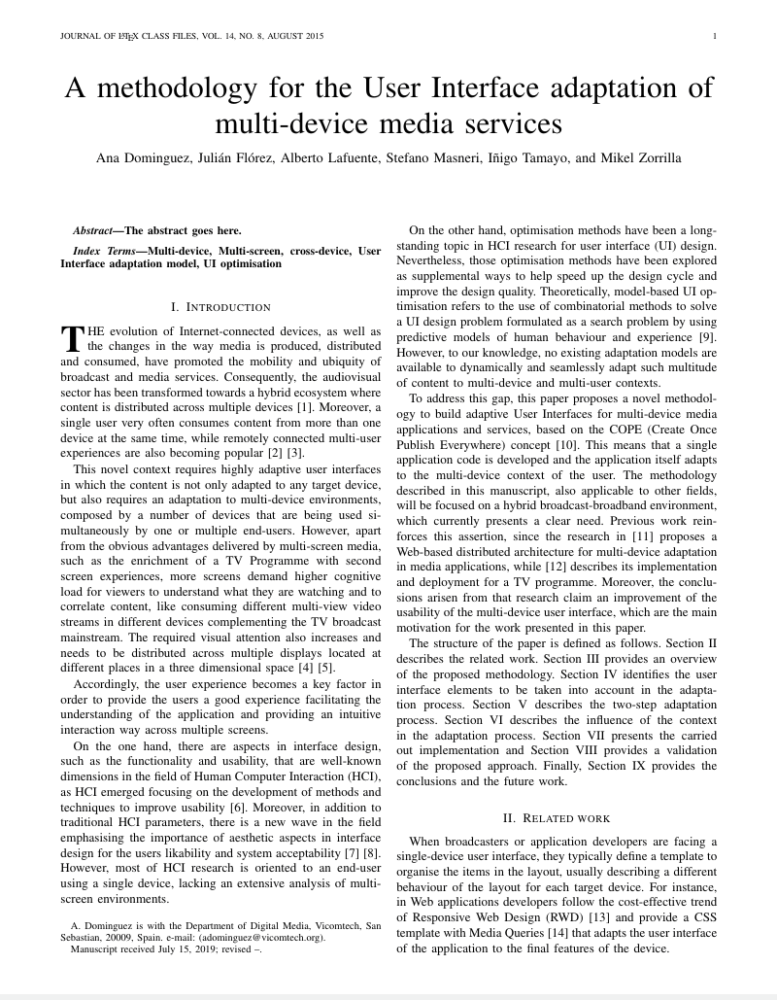 JOURNAL OF LATEX CLASS FILES, VOL. 14, NO. 8, AUGUST 2015 1
A methodology for the User Interface adaptation of
multi-device media services
Ana Dominguez, Julián Flórez, Alberto Lafuente, Stefano Masneri, Iñigo Tamayo, and Mikel Zorrilla
Abstract—The abstract goes here.
Index Terms—Multi-device, Multi-screen, cross-device, User
Interface adaptation model, UI optimisation
I. INTRODUCTION
THE evolution of Internet-connected devices, as well as
the changes in the way media is produced, distributed
and consumed, have promoted the mobility and ubiquity of
broadcast and media services. Consequently, the audiovisual
sector has been transformed towards a hybrid ecosystem where
content is distributed across multiple devices [1]. Moreover, a
single user very often consumes content from more than one
device at the same time, while remotely connected multi-user
experiences are also becoming popular [2] [3].
This novel context requires highly adaptive user interfaces
in which the content is not only adapted to any target device,
but also requires an adaptation to multi-device environments,
composed by a number of devices that are being used si-
multaneously by one or multiple end-users. However, apart
from the obvious advantages delivered by multi-screen media,
such as the enrichment of a TV Programme with second
screen experiences, more screens demand higher cognitive
load for viewers to understand what they are watching and to
correlate content, like consuming different multi-view video
streams in different devices complementing the TV broadcast
mainstream. The required visual attention also increases and
needs to be distributed across multiple displays located at
different places in a three dimensional space [4] [5].
Accordingly, the user experience becomes a key factor in
order to provide the users a good experience facilitating the
understanding of the application and providing an intuitive
interaction way across multiple screens.
On the one hand, there are aspects in interface design,
such as the functionality and usability, that are well-known
dimensions in the field of Human Computer Interaction (HCI),
as HCI emerged focusing on the development of methods and
techniques to improve usability [6]. Moreover, in addition to
traditional HCI parameters, there is a new wave in the field
emphasising the importance of aesthetic aspects in interface
design for the users likability and system acceptability [7] [8].
However, most of HCI research is oriented to an end-user
using a single device, lacking an extensive analysis of multi-
screen environments.
A. Dominguez is with the Department of Digital Media, Vicomtech, San
Sebastian, 20009, Spain. e-mail: (adominguez@vicomtech.org).
Manuscript received July 15, 2019; revised –.
On the other hand, optimisation methods have been a long-
standing topic in HCI research for user interface (UI) design.
Nevertheless, those optimisation methods have been explored
as supplemental ways to help speed up the design cycle and
improve the design quality. Theoretically, model-based UI op-
timisation refers to the use of combinatorial methods to solve
a UI design problem formulated as a search problem by using
predictive models of human behaviour and experience [9].
However, to our knowledge, no existing adaptation models are
available to dynamically and seamlessly adapt such multitude
of content to multi-device and multi-user contexts.
To address this gap, this paper proposes a novel methodol-
ogy to build adaptive User Interfaces for multi-device media
applications and services, based on the COPE (Create Once
Publish Everywhere) concept [10]. This means that a single
application code is developed and the application itself adapts
to the multi-device context of the user. The methodology
described in this manuscript, also applicable to other fields,
will be focused on a hybrid broadcast-broadband environment,
which currently presents a clear need. Previous work rein-
forces this assertion, since the research in [11] proposes a
Web-based distributed architecture for multi-device adaptation
in media applications, while [12] describes its implementation
and deployment for a TV programme. Moreover, the conclu-
sions arisen from that research claim an improvement of the
usability of the multi-device user interface, which are the main
motivation for the work presented in this paper.
The structure of the paper is defined as follows. Section II
describes the related work. Section III provides an overview
of the proposed methodology. Section IV identifies the user
interface elements to be taken into account in the adapta-
tion process. Section V describes the two-step adaptation
process. Section VI describes the influence of the context
in the adaptation process. Section VII presents the carried
out implementation and Section VIII provides a validation
of the proposed approach. Finally, Section IX provides the
conclusions and the future work.
II. RELATED WORK
When broadcasters or application developers are facing a
single-device user interface, they typically define a template to
organise the items in the layout, usually describing a different
behaviour of the layout for each target device. For instance,
in Web applications developers follow the cost-effective trend
of Responsive Web Design (RWD) [13] and provide a CSS
template with Media Queries [14] that adapts the user interface
of the application to the final features of the device.